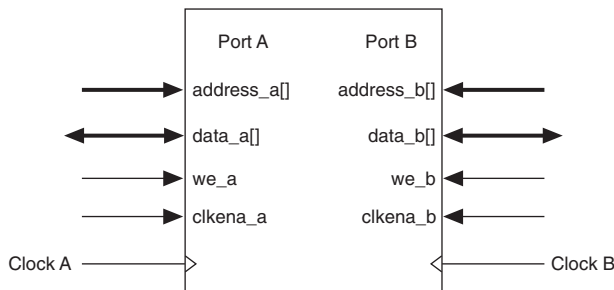 Port A Port B
address_a[] address_b[]
data_a[] data_b[]
we_a we_b
clkena_a clkena_b
Clock A Clock B